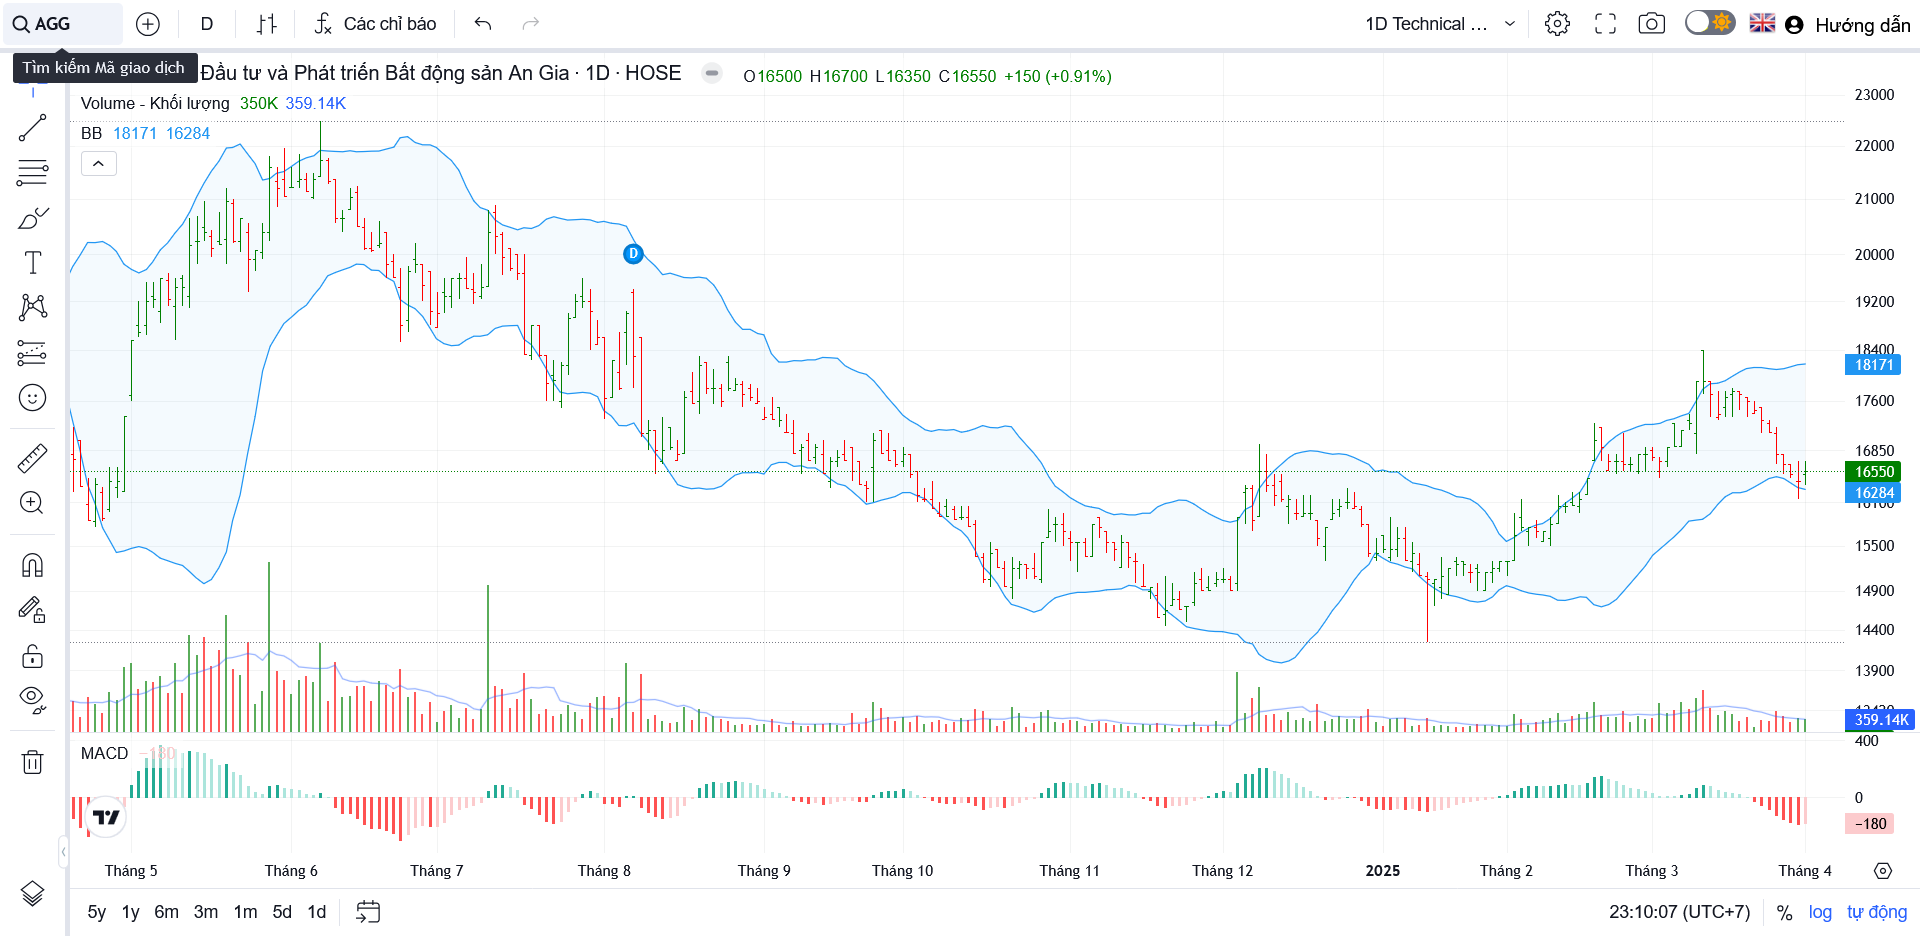 AGG
D
Các chỉ báo
1D Technical ...
Hướng dẫn
Tìm kiếm Mã giao dịch
Đầu tư và Phát triển Bất động sản An Gia · 1D · HOSE
O16500 H16700 L16350 C16550 +150 (+0.91%)
Volume - Khối lượng 350K 359.14K
BB 18171 16284
D
23000
22000
21000
20000
19200
18400
18171
17600
16850
16550
16284
15500
14900
14400
13900
359.14K
MACD −180
400
0
−180
Tháng 5 Tháng 6 Tháng 7 Tháng 8 Tháng 9 Tháng 10 Tháng 11 Tháng 12 2025 Tháng 2 Tháng 3 Tháng 4
5y 1y 6m 3m 1m 5d 1d
23:10:07 (UTC+7) % log tự động